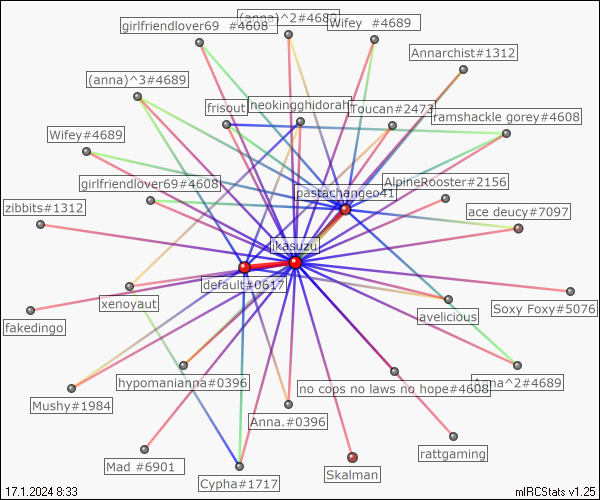 (anna)^2#4689
girlfriendlover69 #4608
Wifey #4689
Annarchist#1312
(anna)^3#4689
frisout
neokingghidorah
Toucan#2473
ramshackle gorey#4608
Wifey#4689
girlfriendlover69#4608
pastachangeo41
AlpineRooster#2156
zibbits#1312
ace deucy#7097
ikasuzu
default#0617
xenoyaut
avelicious
Soxy Foxy#5076
fakedingo
hypomanianna#0396
no cops no laws no hope#4608
Anna^2#4689
Mushy#1984
Anna.#0396
rattgaming
Mad #6901
Skalman
Cypha#1717
17.1.2024 8:33
mIRCStats v1.25